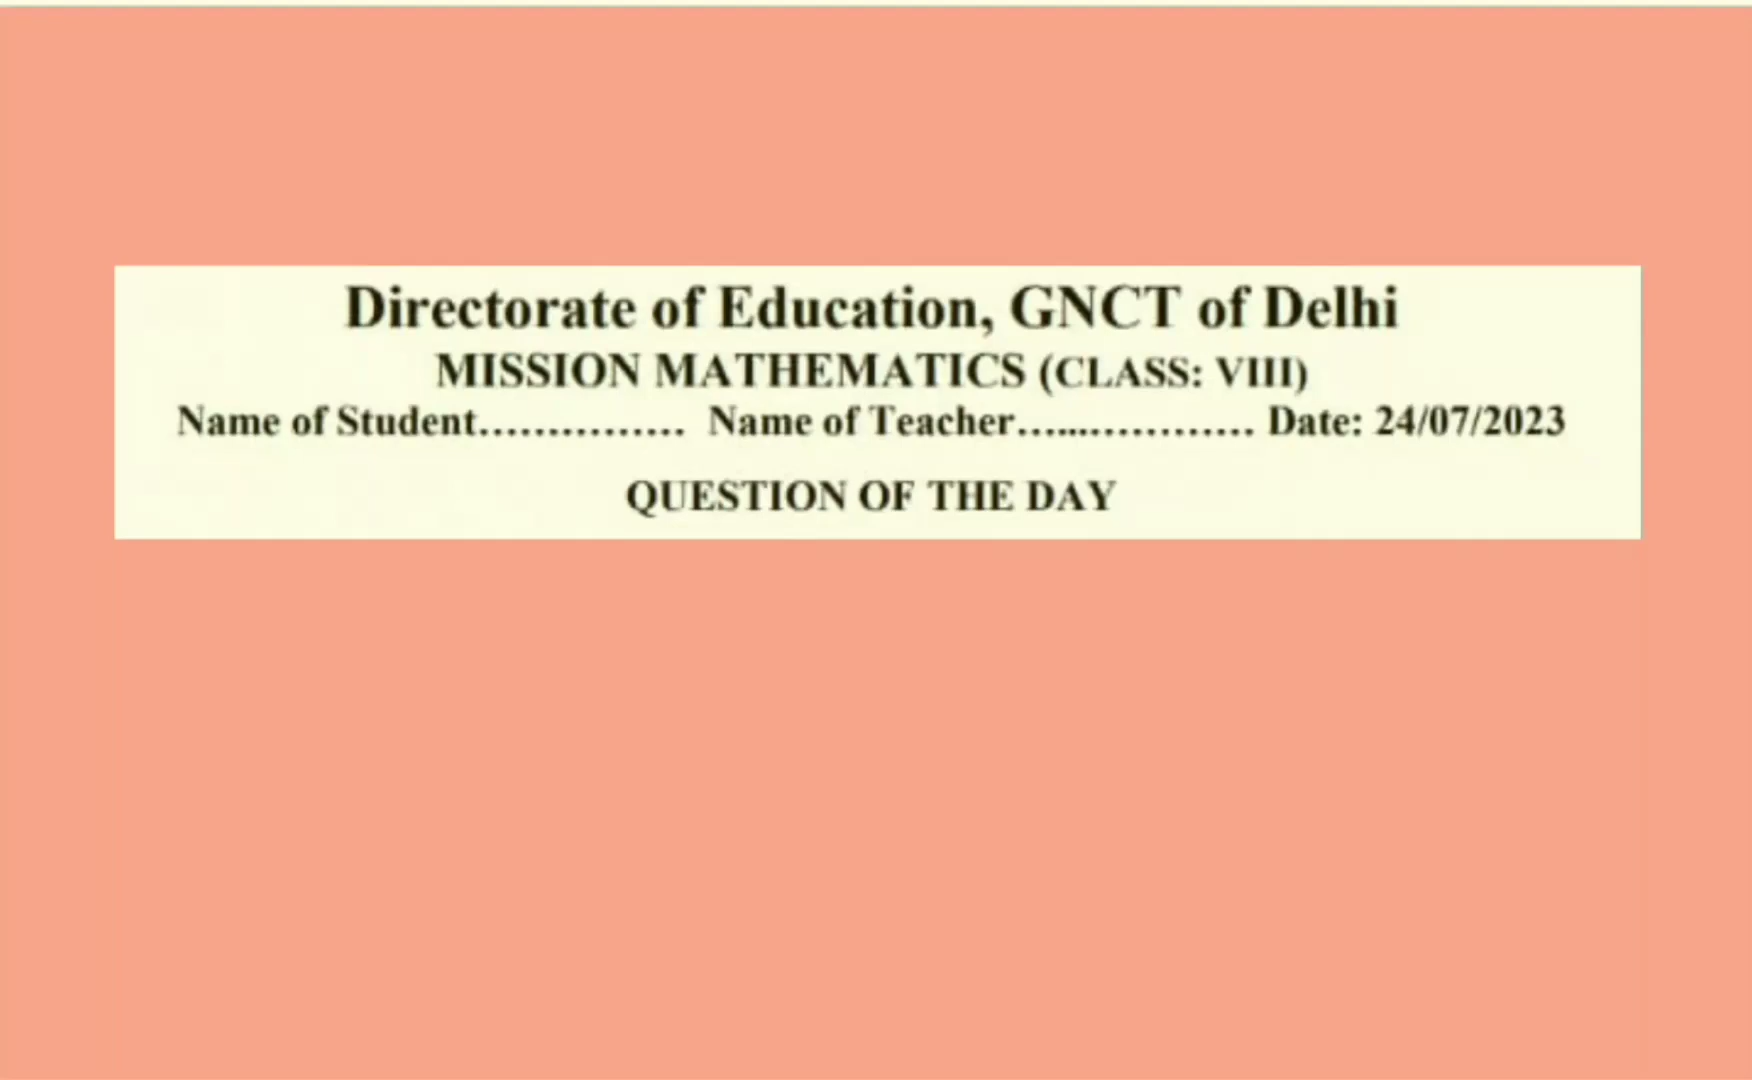 Directorate of Education, GNCT of Delhi
MISSION MATHEMATICS (CLASS: VIII)
Name of Student............... Name of Teacher.................. Date: 24/07/2023
QUESTION OF THE DAY